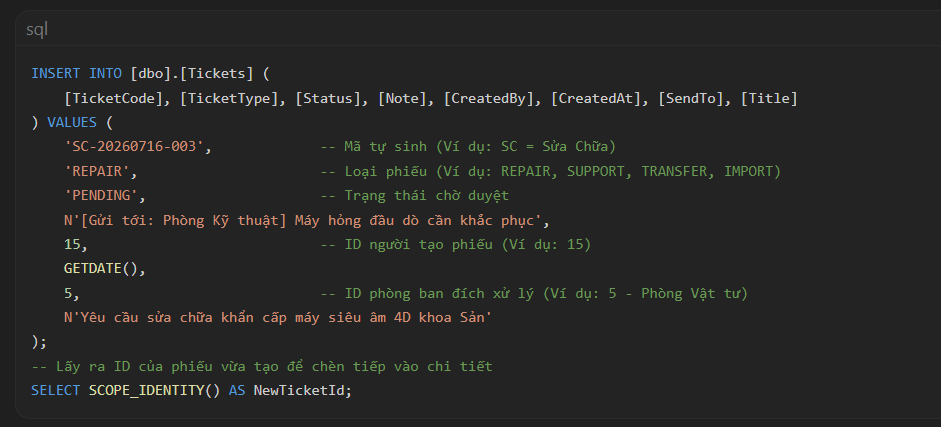 sql
INSERT INTO [dbo].[Tickets] (
    [TicketCode], [TicketType], [Status], [Note], [CreatedBy], [CreatedAt], [SendTo], [Title]
) VALUES (
    'SC-20260716-003',             -- Mã tự sinh (Ví dụ: SC = Sửa Chữa)
    'REPAIR',                      -- Loại phiếu (Ví dụ: REPAIR, SUPPORT, TRANSFER, IMPORT)
    'PENDING',                     -- Trạng thái chờ duyệt
    N'[Gửi tới: Phòng Kỹ thuật] Máy hỏng đầu dò cần khắc phục',
    15,                            -- ID người tạo phiếu (Ví dụ: 15)
    GETDATE(),
    5,                             -- ID phòng ban đích xử lý (Ví dụ: 5 - Phòng Vật tư)
    N'Yêu cầu sửa chữa khẩn cấp máy siêu âm 4D khoa Sản'
);
-- Lấy ra ID của phiếu vừa tạo để chèn tiếp vào chi tiết
SELECT SCOPE_IDENTITY() AS NewTicketId;